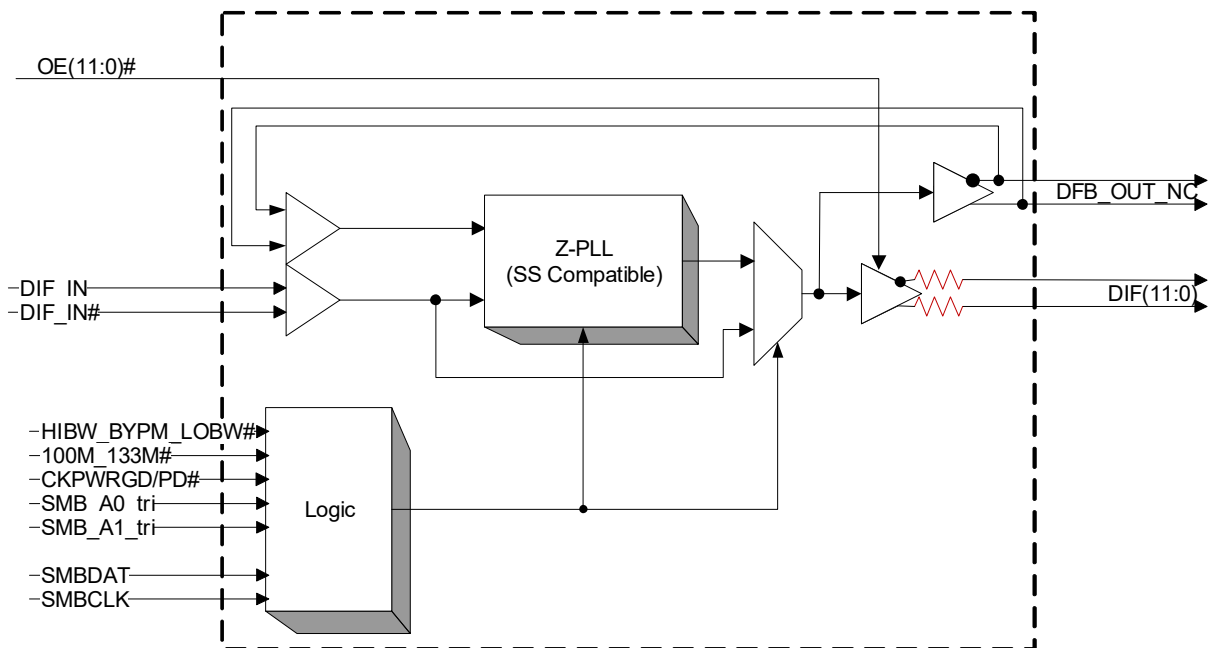 OE(11:0)#
DFB_OUT_NC
Z-PLL
(SS Compatible)
DIF_IN
DIF_IN#
DIF(11:0)
HIBW_BYPM_LOBW#
100M_133M#
CKPWRGD/PD#
SMB_A0_tri
SMB_A1_tri
Logic
SMBDAT
SMBCLK